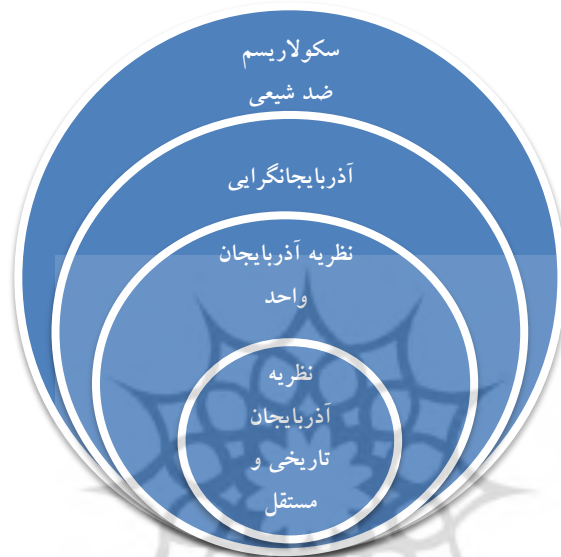 سکولاریسم
ضد شیعی
آذربایجانگرایی
نظریه آذربایجان
واحد
نظریه
آذربایجان
تاریخی و
مستقل